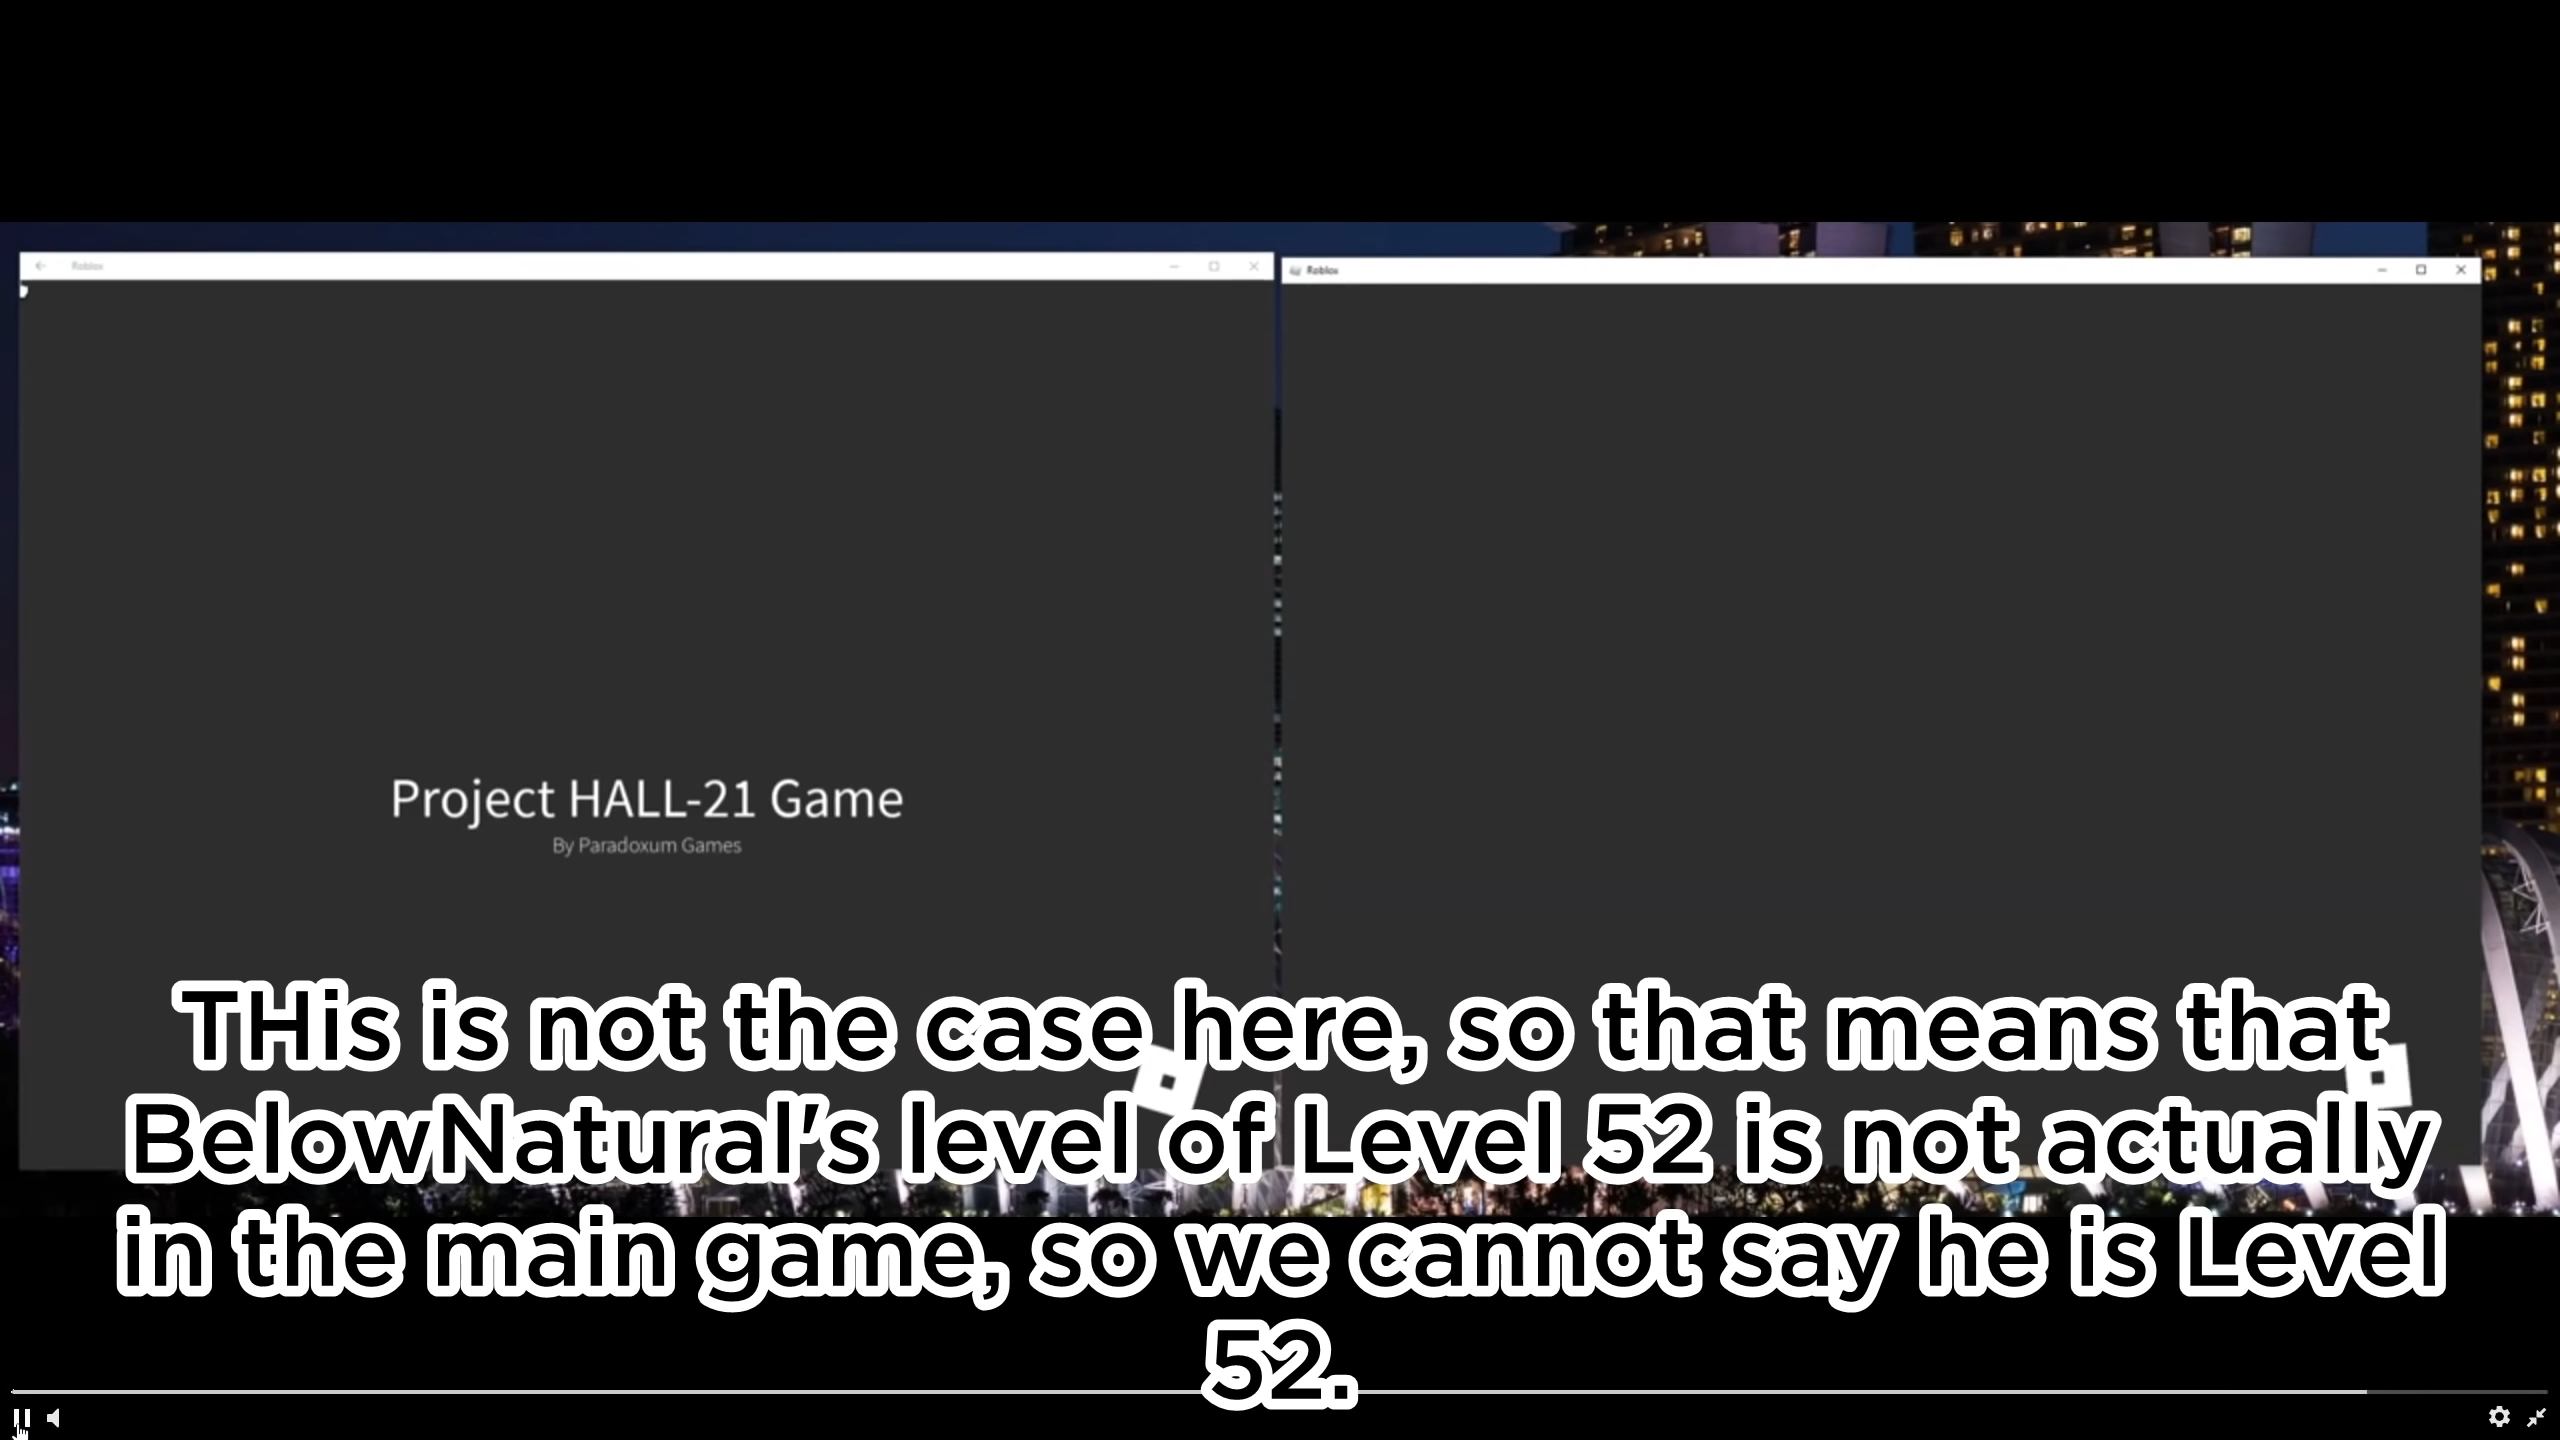 Roblox
Roblox
Project HALL-21 Game
By Paradoxum Games
THis is not the case here, so that means that
BelowNatural's level of Level 52 is not actually
in the main game, so we cannot say he is Level
52.